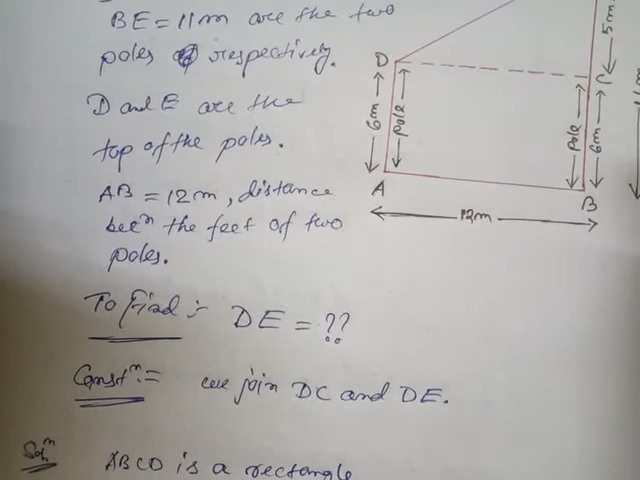 BE = 11m are the two
poles respectively.
D and E are the
top of the poles.
AB = 12m, distance
beeⁿ the feet of two
poles.
To Find :- DE = ??
Constⁿ:= we join DC and DE.
Solⁿ ABCD is a rectangle
D
6m
pole
A
12m
B
pole
6m
C
5m
11m